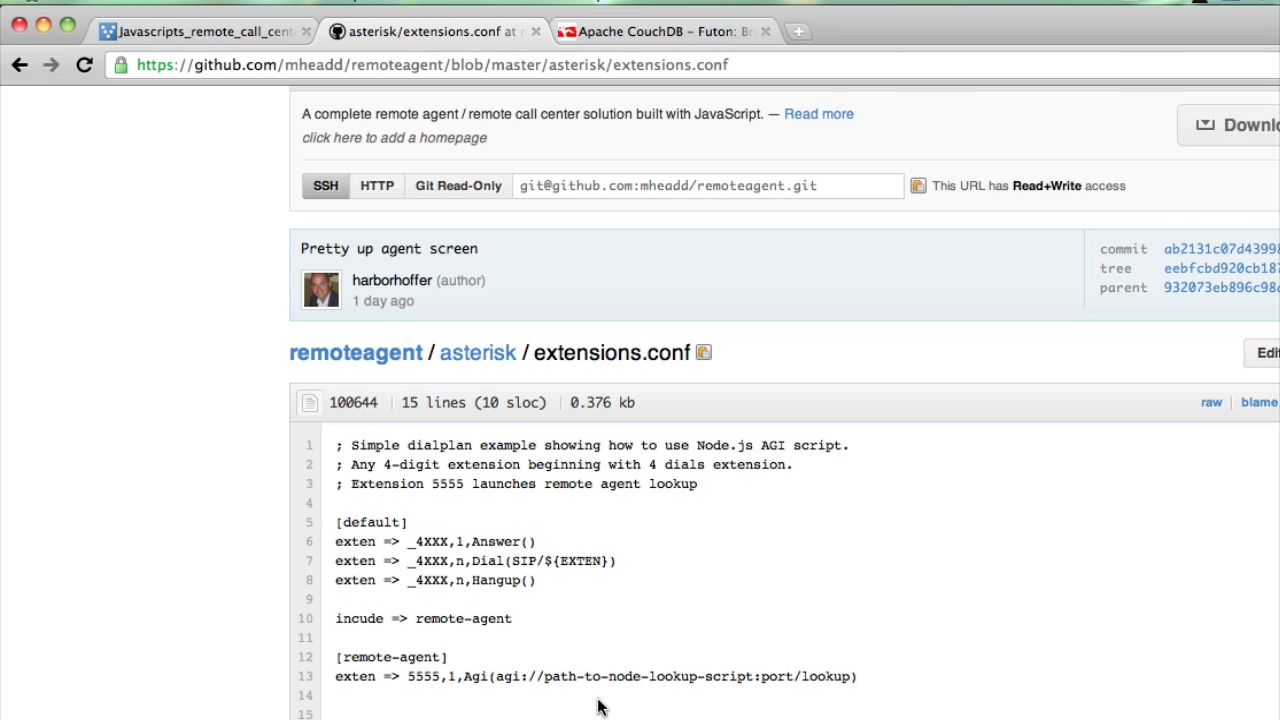 Javascripts_remote_call_cent
asterisk/extensions.conf at
Apache CouchDB - Futon: Br
https://github.com/mheadd/remoteagent/blob/master/asterisk/extensions.conf
A complete remote agent / remote call center solution built with JavaScript. — Read more
click here to add a homepage
Downlo
SSH HTTP Git Read-Only git@github.com:mheadd/remoteagent.git This URL has Read+Write access
Pretty up agent screen
harborhoffer (author)
1 day ago
commit ab2131c07d43998
tree eebfcbd920cb187
parent 932073eb896c98
remoteagent / asterisk / extensions.conf
Edit
100644 15 lines (10 sloc) 0.376 kb
raw blame
1 ; Simple dialplan example showing how to use Node.js AGI script.
2 ; Any 4-digit extension beginning with 4 dials extension.
3 ; Extension 5555 launches remote agent lookup
4
5 [default]
6 exten => _4XXX,1,Answer()
7 exten => _4XXX,n,Dial(SIP/${EXTEN})
8 exten => _4XXX,n,Hangup()
9
10 incude => remote-agent
11
12 [remote-agent]
13 exten => 5555,1,Agi(agi://path-to-node-lookup-script:port/lookup)
14
15